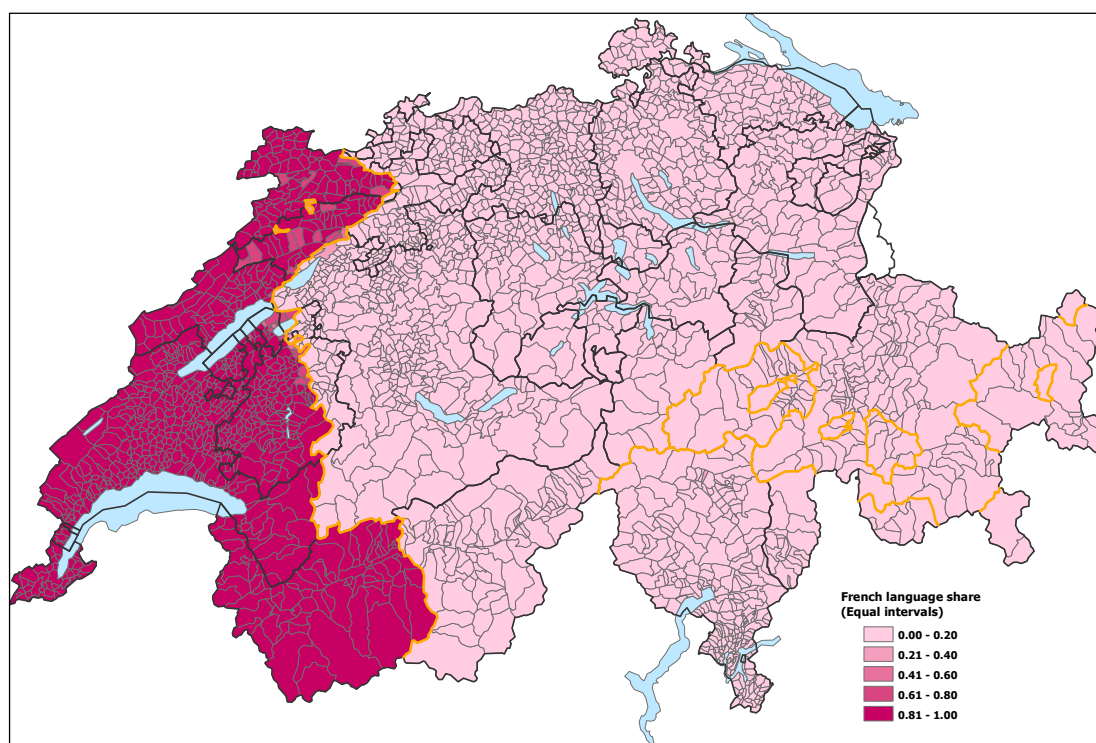 French language share
(Equal intervals)
0.00 - 0.20
0.21 - 0.40
0.41 - 0.60
0.61 - 0.80
0.81 - 1.00